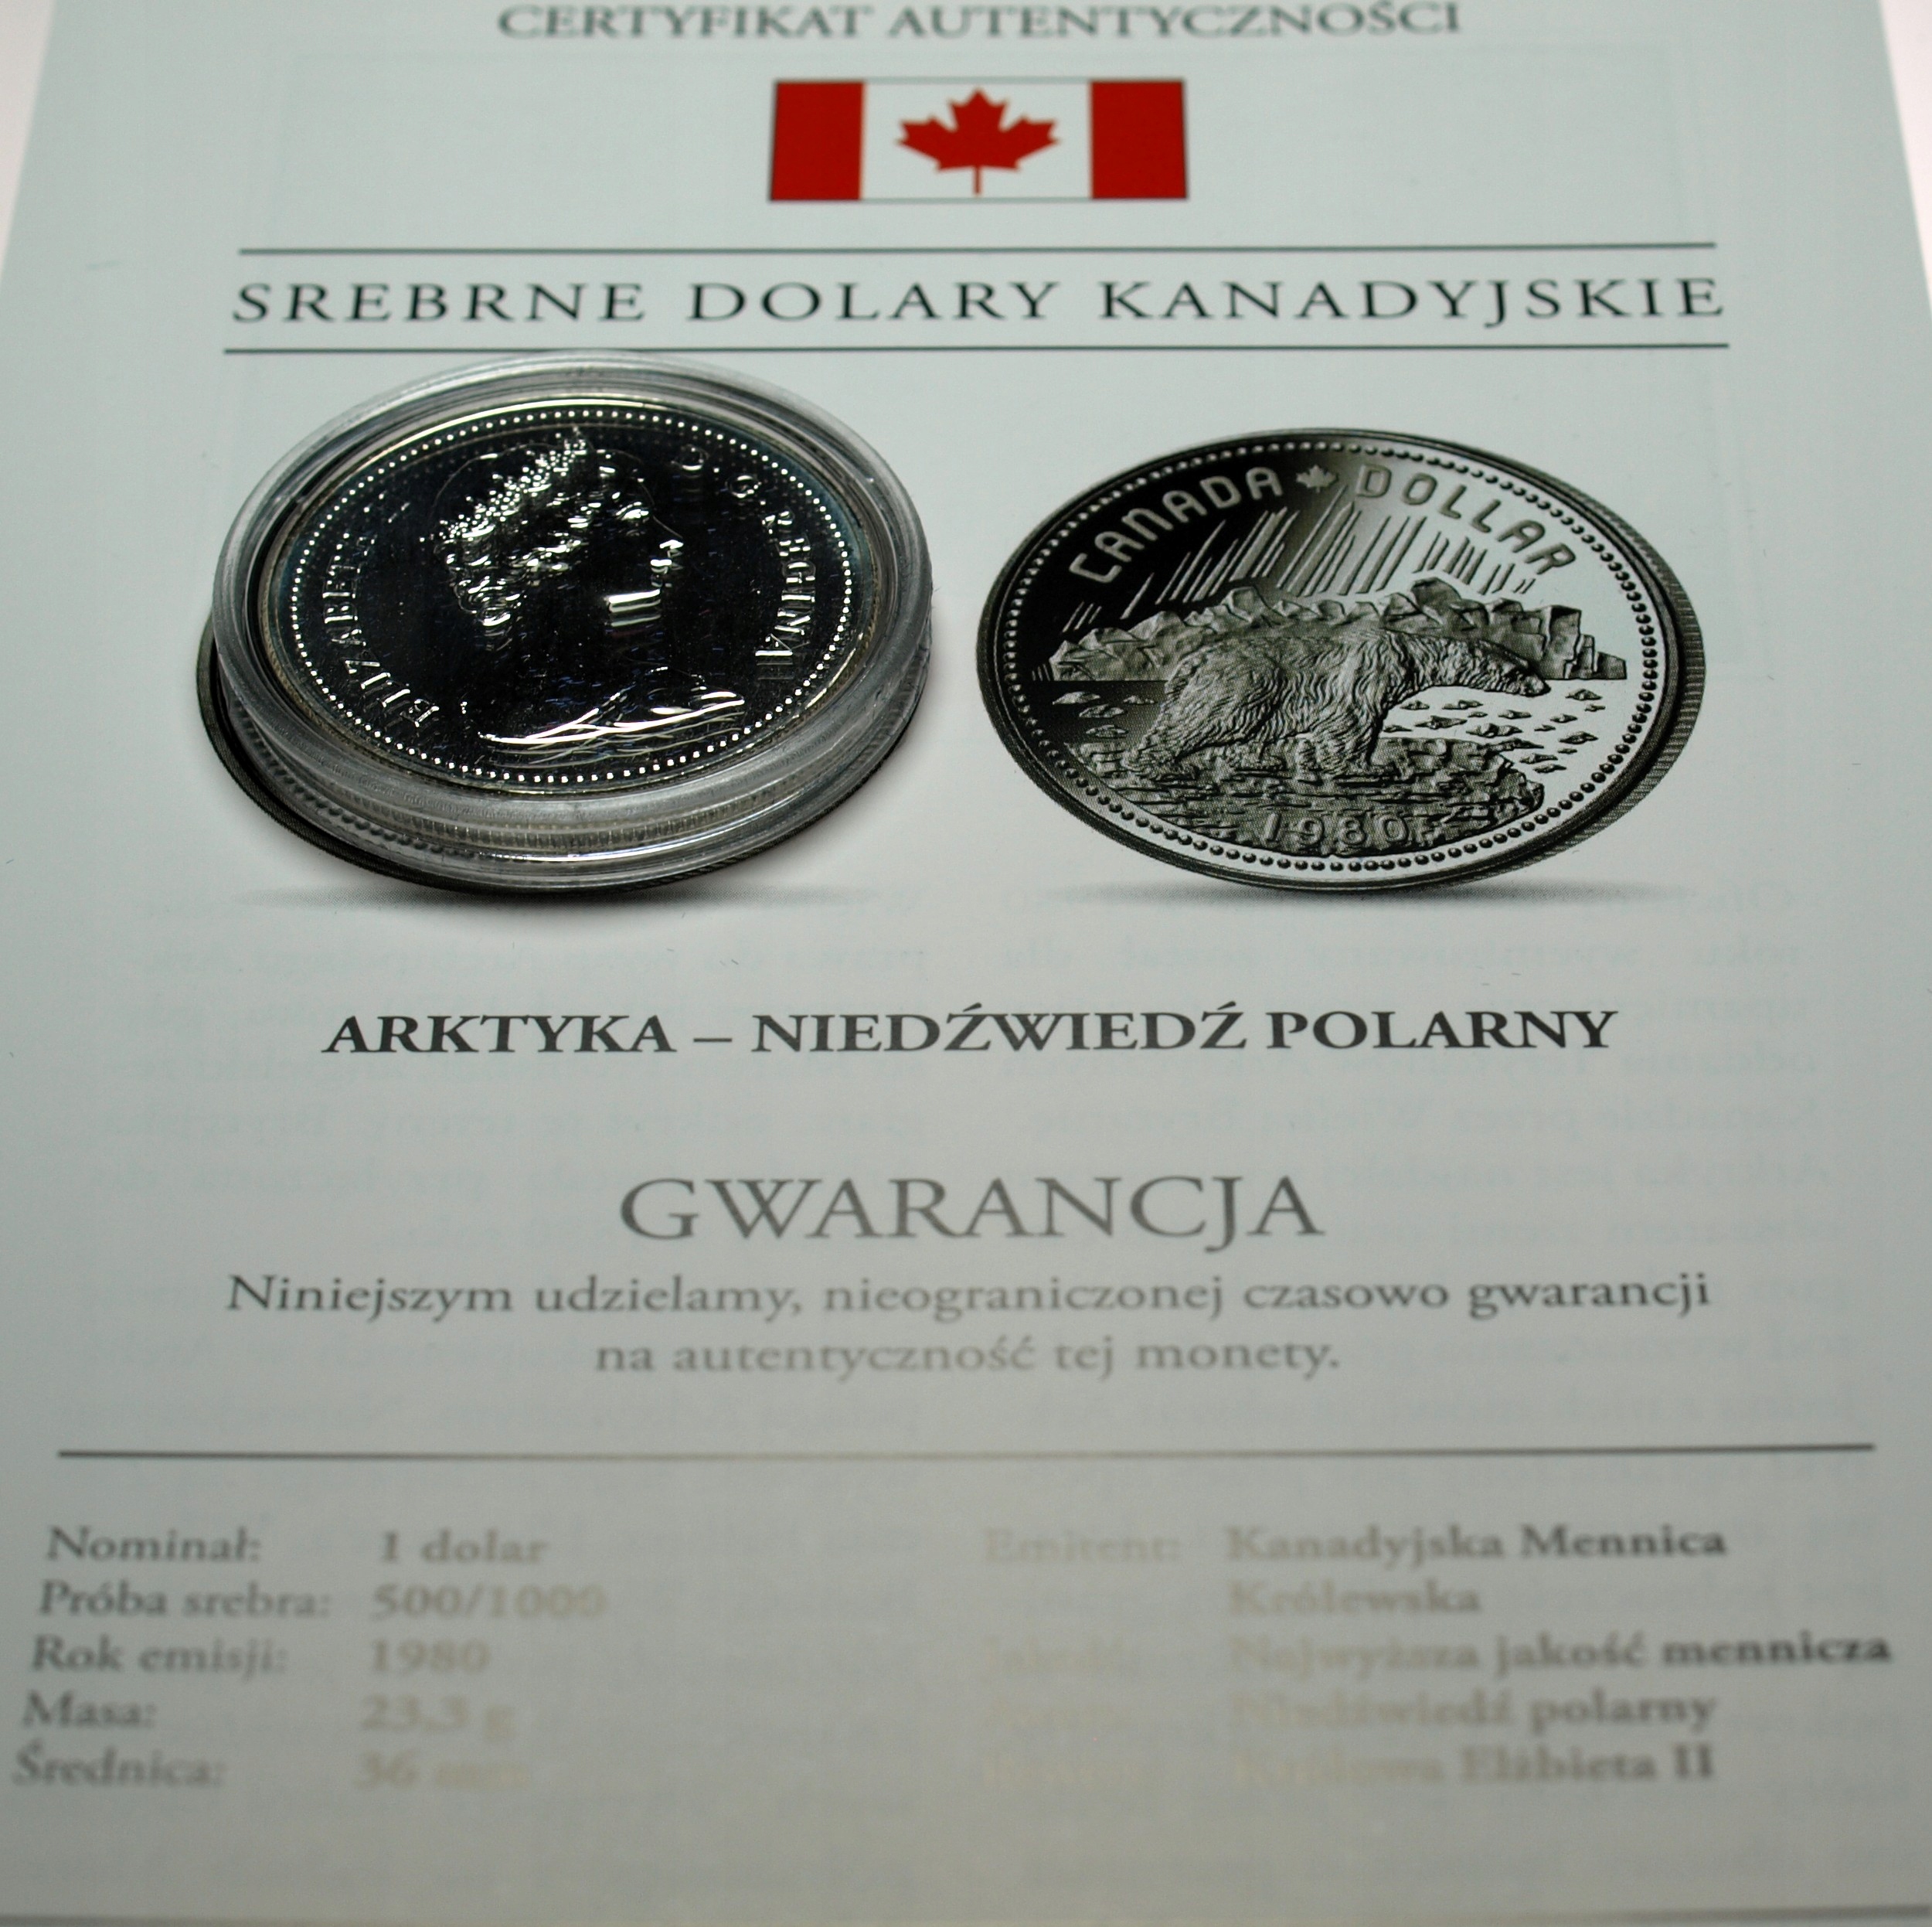 CERTYFIKAT AUTENTYCZNOŚCI
SREBRNE DOLARY KANADYJSKIE
ELIZABETH II D. G. REGINA
CANADA DOLLAR
1980
ARKTYKA – NIEDŹWIEDŹ POLARNY
GWARANCJA
Niniejszym udzielamy, nieograniczonej czasowo gwarancji
na autentyczność tej monety.
Nominał: 1 dolar
Próba srebra: 500/1000
Rok emisji: 1980
Masa: 23,3 g
Średnica: 36 mm
Emitent: Kanadyjska Mennica
Królewska
Jakość: Najwyższa jakość mennicza
Niedźwiedź polarny
Królowa Elżbieta II